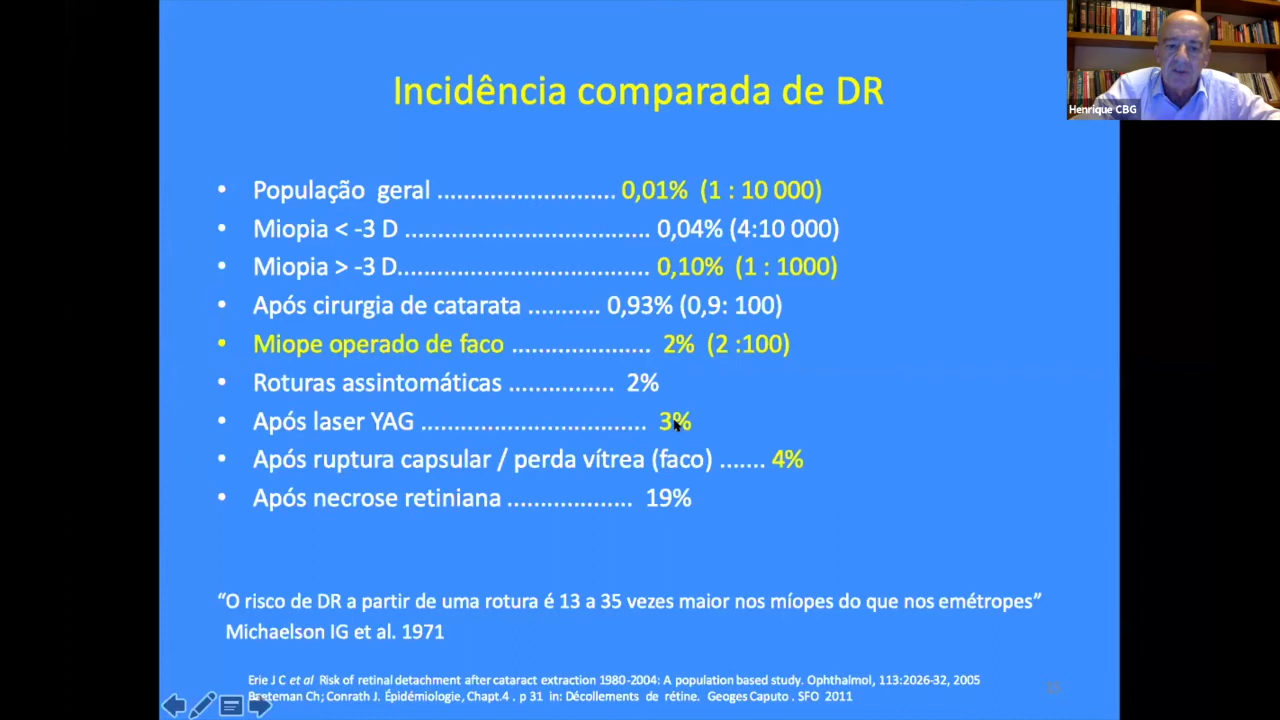 Incidência comparada de DR
Henrique CBG
• População geral ........................... 0,01% (1 : 10 000)
• Miopia < -3 D ..................................... 0,04% (4:10 000)
• Miopia > -3 D...................................... 0,10% (1 : 1000)
• Após cirurgia de catarata ........... 0,93% (0,9: 100)
• Miope operado de faco ..................... 2% (2 :100)
• Roturas assintomáticas ................ 2%
• Após laser YAG .................................. 3%
• Após ruptura capsular / perda vítrea (faco) ....... 4%
• Após necrose retiniana ................... 19%
“O risco de DR a partir de uma rotura é 13 a 35 vezes maior nos míopes do que nos emétropes”
Michaelson IG et al. 1971
Erie J C et al Risk of retinal detachment after cataract extraction 1980-2004: A population based study. Ophthalmol, 113:2026-32, 2005
Ch; Conrath J. Épidémiologie, Chapt.4 . p 31 in: Décollements de rétine. Geoges Caputo . SFO 2011